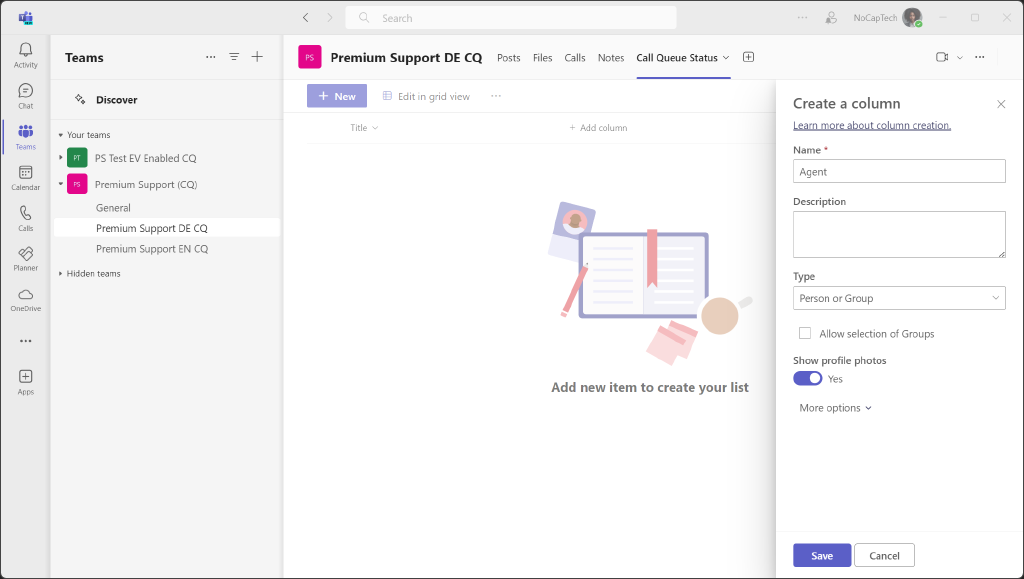 Search
NoCapTech
Activity
Chat
Teams
Calendar
Calls
Planner
OneDrive
Apps
Teams
Discover
Your teams
PT PS Test EV Enabled CQ
PS Premium Support (CQ)
General
Premium Support DE CQ
Premium Support EN CQ
Hidden teams
PS Premium Support DE CQ Posts Files Calls Notes Call Queue Status
New Edit in grid view
Title + Add column
Add new item to create your list
Create a column
Learn more about column creation.
Name *
Agent
Description
Type
Person or Group
Allow selection of Groups
Show profile photos
Yes
More options
Save Cancel